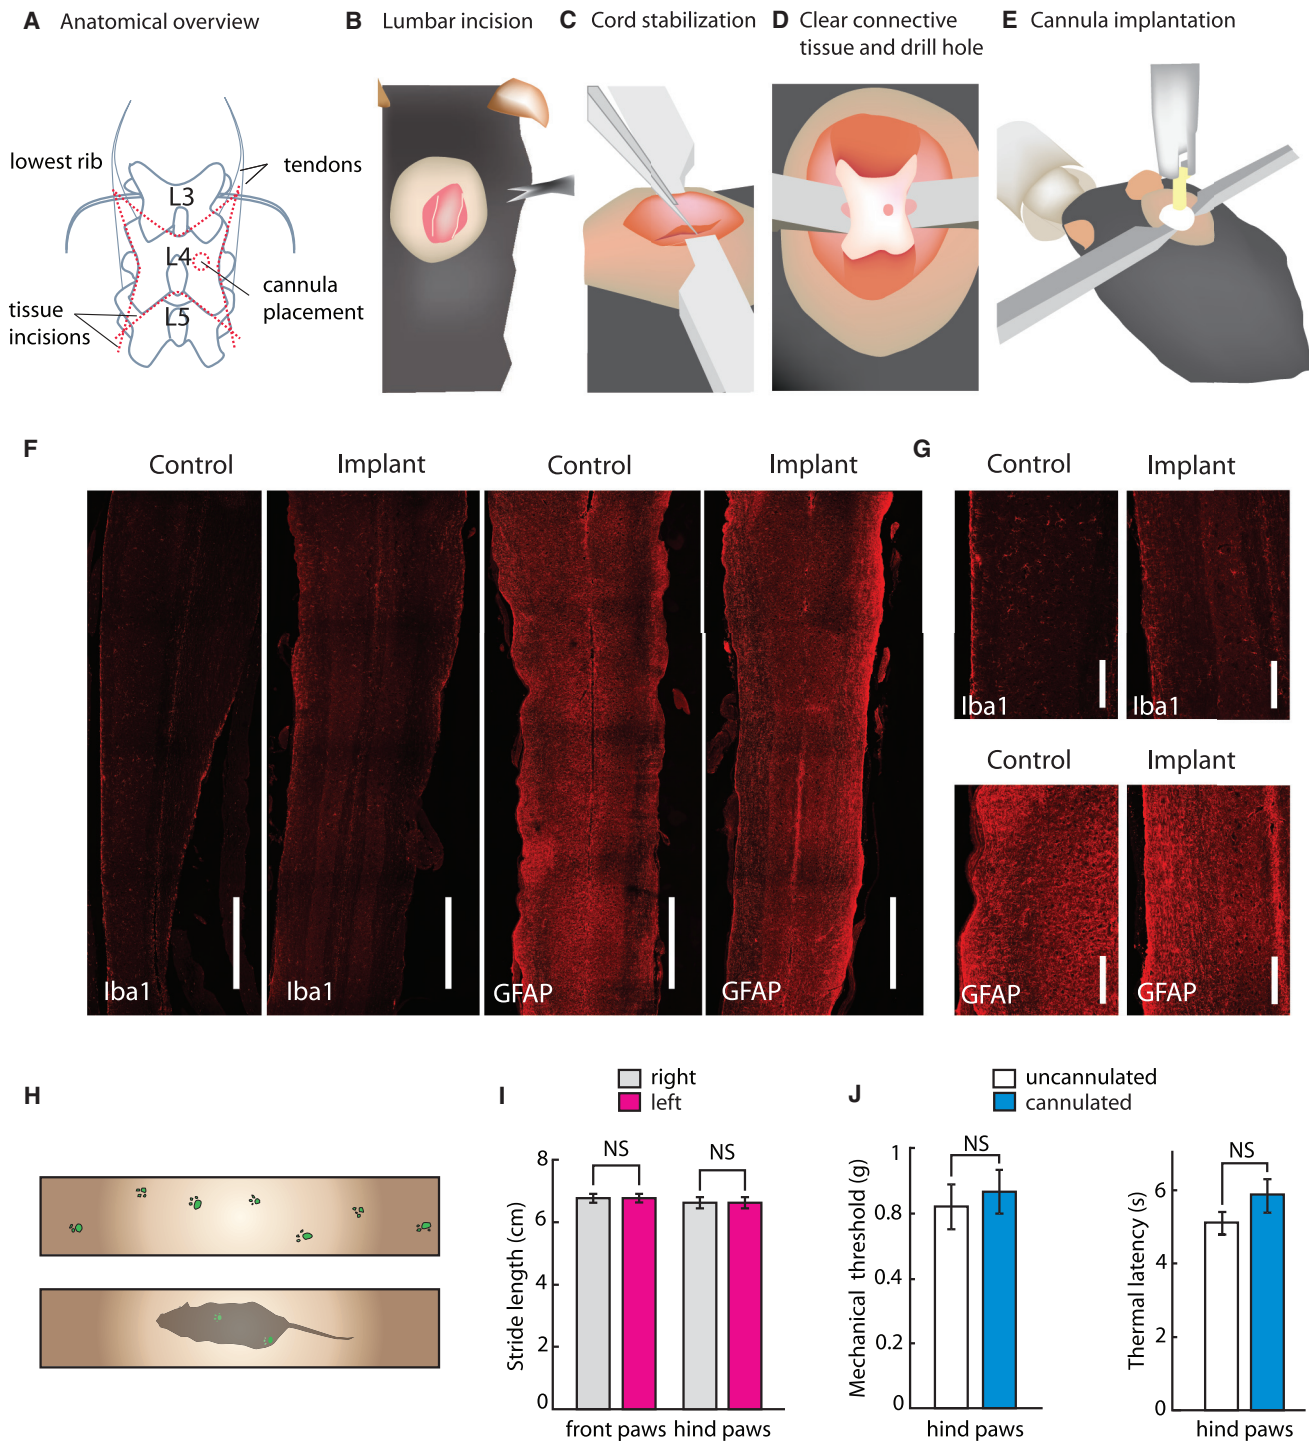 A Anatomical overview
lowest rib
tendons
L3
L4
L5
cannula
placement
tissue
incisions
B Lumbar incision
C Cord stabilization
D Clear connective
tissue and drill hole
E Cannula implantation
F
Control
Implant
Control
Implant
Iba1
Iba1
GFAP
GFAP
G
Control
Implant
Iba1
Iba1
Control
Implant
GFAP
GFAP
H
I
right
left
NS
NS
8
6
4
2
0
Stride length (cm)
front paws
hind paws
J
uncannulated
cannulated
NS
1
0.8
0.4
0.2
0
Mechanical threshold (g)
hind paws
NS
6
4
2
0
Thermal latency (s)
hind paws